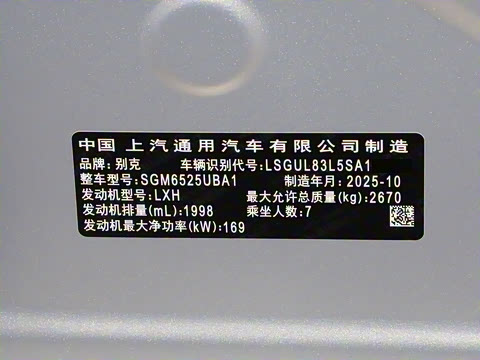 中国 上汽通用汽车有限公司制造
品牌:别克 车辆识别代号:LSGUL83L5SA1
整车型号:SGM6525UBA1 制造年月:2025-10
发动机型号:LXH 最大允许总质量(kg):2670
发动机排量(mL):1998 乘坐人数:7
发动机最大净功率(kW):169